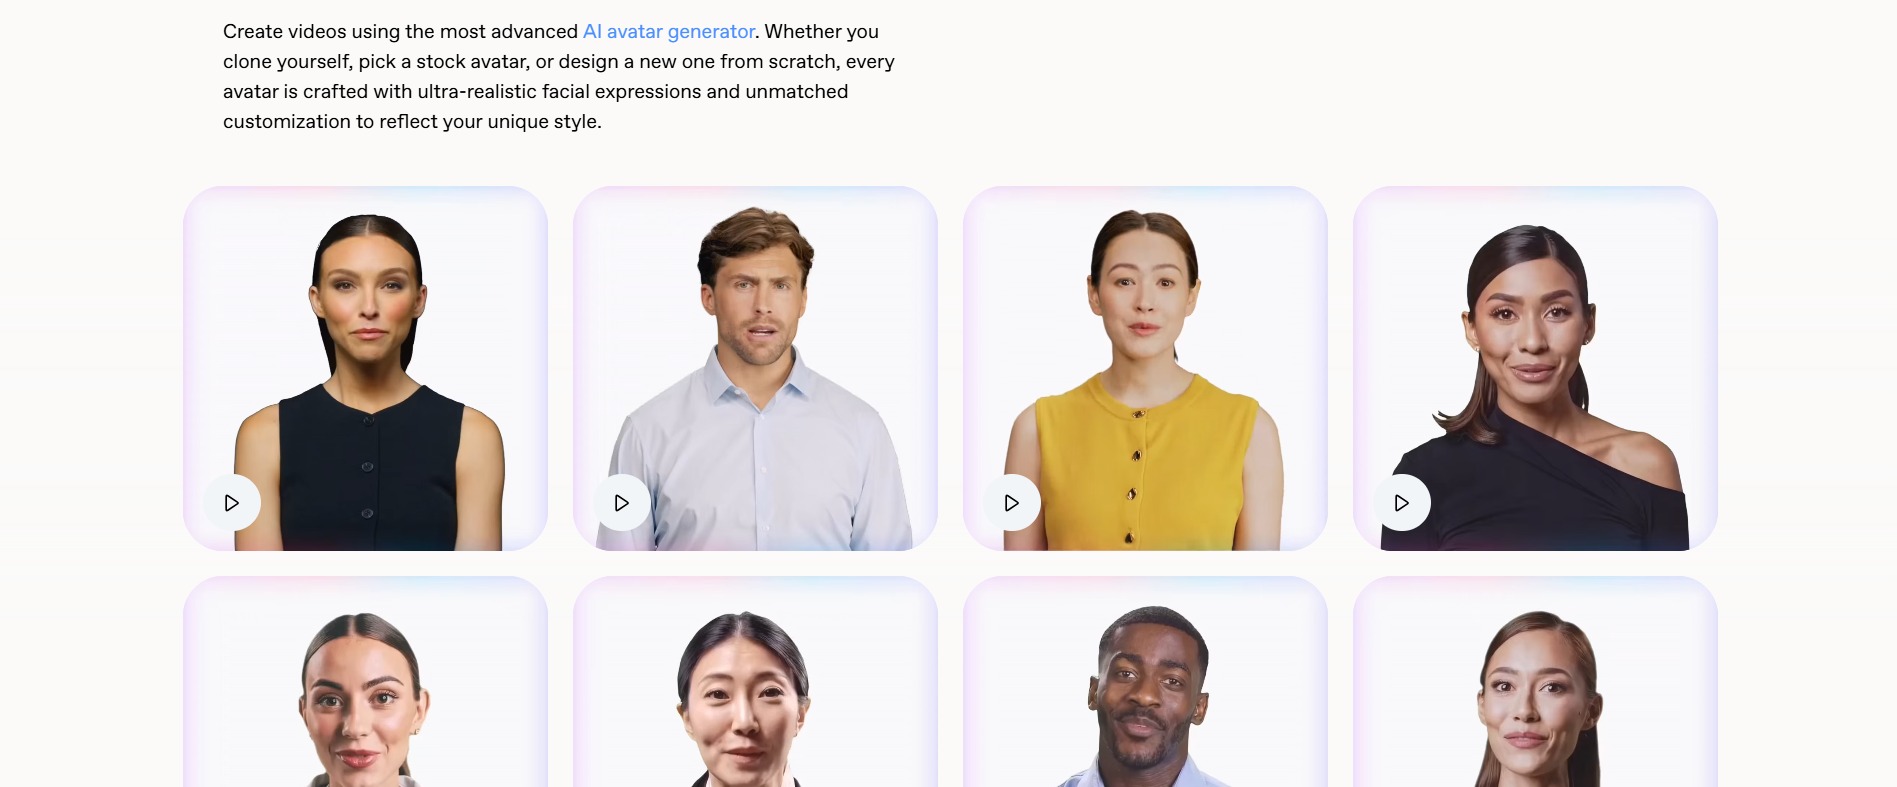 Create videos using the most advanced AI avatar generator. Whether you
clone yourself, pick a stock avatar, or design a new one from scratch, every
avatar is crafted with ultra-realistic facial expressions and unmatched
customization to reflect your unique style.